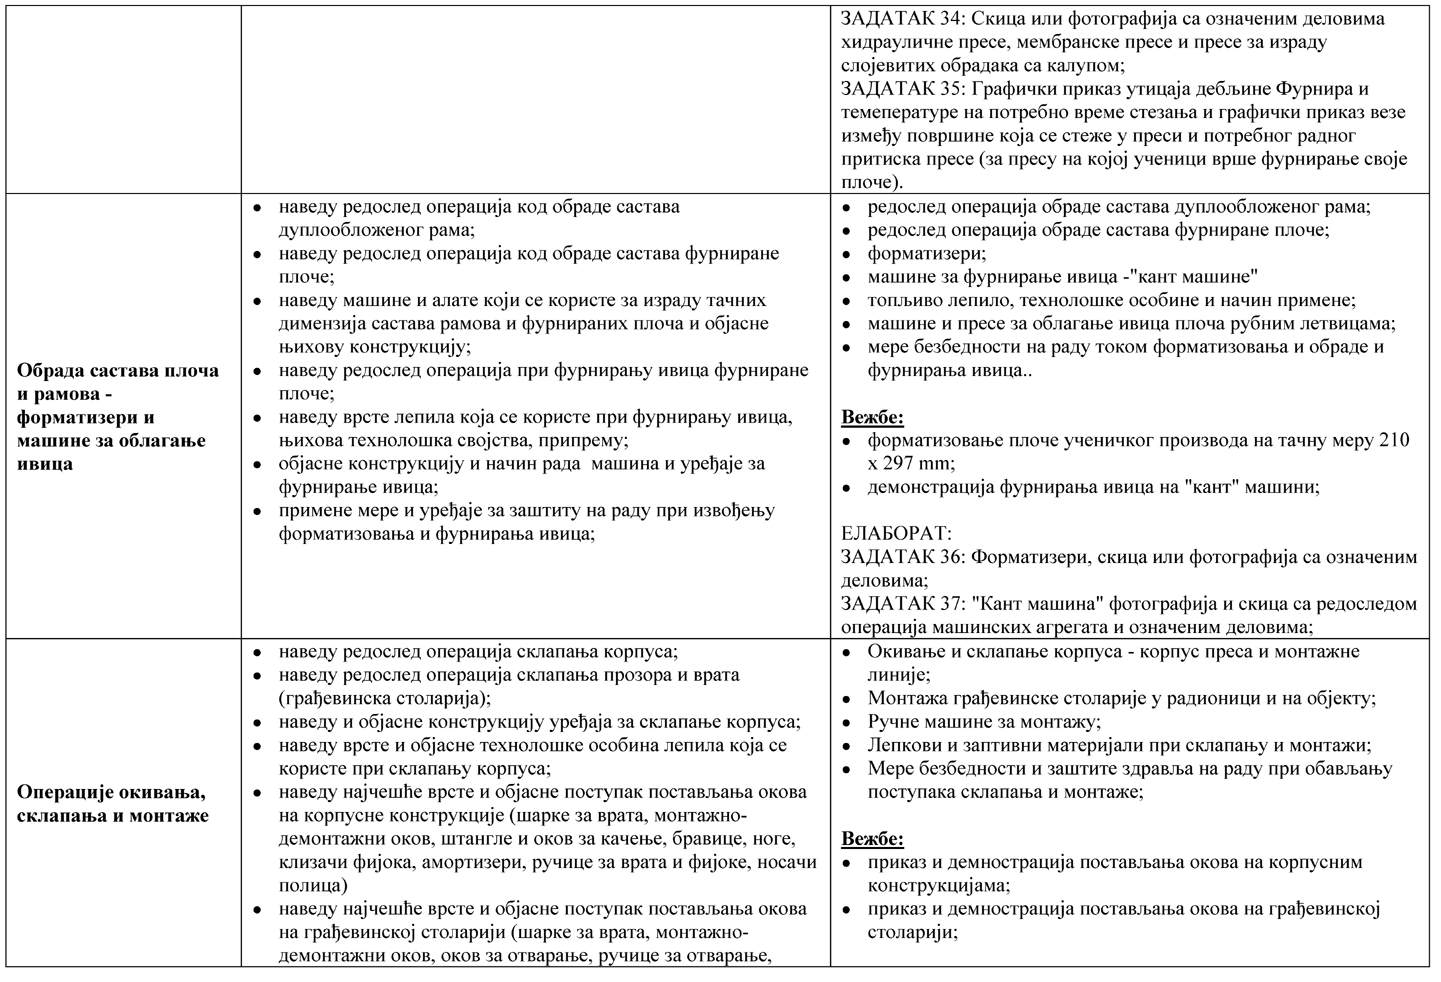 ЗАДАТАК 34: Скица или фотографија са означеним деловима
хидрауличне пресе, мембранске пресе и пресе за израду
слојевитих обрадака са калупом;
ЗАДАТАК 35: Графички приказ утицаја дебљине Фурнира и
темепературе на потребно време стезања и графички приказ везе
између површине која се стеже у преси и потребног радног
притиска пресе (за пресу на којој ученици врше фурнирање своје
плоче).
Обрада састава плоча
и рамова -
форматизери и
машине за облагање
ивица
• наведу редослед операција код обраде састава
дуплообложеног рама;
• наведу редослед операција код обраде састава фурниране
плоче;
• наведу машине и алате који се користе за израду тачних
димензија састава рамова и фурнираних плоча и објасне
њихову конструкцију;
• наведу редослед операција при фурнирању ивица фурниране
плоче;
• наведу врсте лепила која се користе при фурнирању ивица,
њихова технолошка својства, припрему;
• објасне конструкцију и начин рада машина и уређаје за
фурнирање ивица;
• примене мере и уређаје за заштиту на раду при извођењу
форматизовања и фурнирања ивица;
• редослед операција обраде састава дуплообложеног рама;
• редослед операција обраде састава фурниране плоче;
• форматизери;
• машине за фурнирање ивица -"кант машине"
• топљиво лепило, технолошке особине и начин примене;
• машине и пресе за облагање ивица плоча рубним летвицама;
• мере безбедности на раду током форматизовања и обраде и
фурнирања ивица..
Вежбе:
• форматизовање плоче ученичког производа на тачну меру 210
x 297 mm;
• демонстрација фурнирања ивица на "кант" машини;
ЕЛАБОРАТ:
ЗАДАТАК 36: Форматизери, скица или фотографија са означеним
деловима;
ЗАДАТАК 37: "Кант машина" фотографија и скица са редоследом
операција машинских агрегата и означеним деловима;
Операције окивања,
склапања и монтаже
• наведу редослед операција склапања корпуса;
• наведу редослед операција склапања прозора и врата
(грађевинска столарија);
• наведу и објасне конструкцију уређаја за склапање корпуса;
• наведу врсте и објасне технолошке особина лепила која се
користе при склапању корпуса;
• наведу најчешће врсте и објасне поступак постављања окова
на корпусне конструкције (шарке за врата, монтажно-
демонтажни оков, штангле и оков за качење, бравице, ноге,
клизачи фијока, амортизери, ручице за врата и фијоке, носачи
полица)
• наведу најчешће врсте и објасне поступак постављања окова
на грађевинској столарији (шарке за врата, монтажно-
демонтажни оков, оков за отварање, ручице за отварање,
• Окивање и склапање корпуса - корпус преса и монтажне
линије;
• Монтажа грађевинске столарије у радионици и на објекту;
• Ручне машине за монтажу;
• Лепкови и заптивни материјали при склапању и монтажи;
• Мере безбедности и заштите здравља на раду при обављању
поступака склапања и монтаже;
Вежбе:
• приказ и демнострација постављања окова на корпусним
конструкцијама;
• приказ и демнострација постављања окова на грађевинској
столарији;